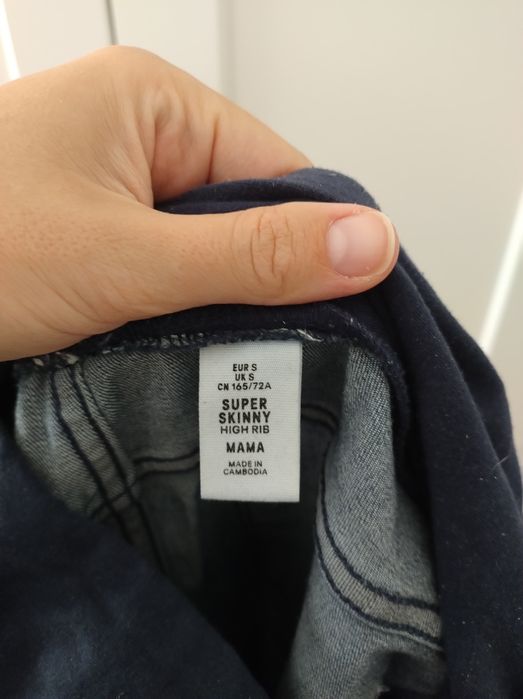 EUR S
UK S
CN 165/72A
SUPER
SKINNY
HIGH RIB
MAMA
MADE IN
CAMBODIA